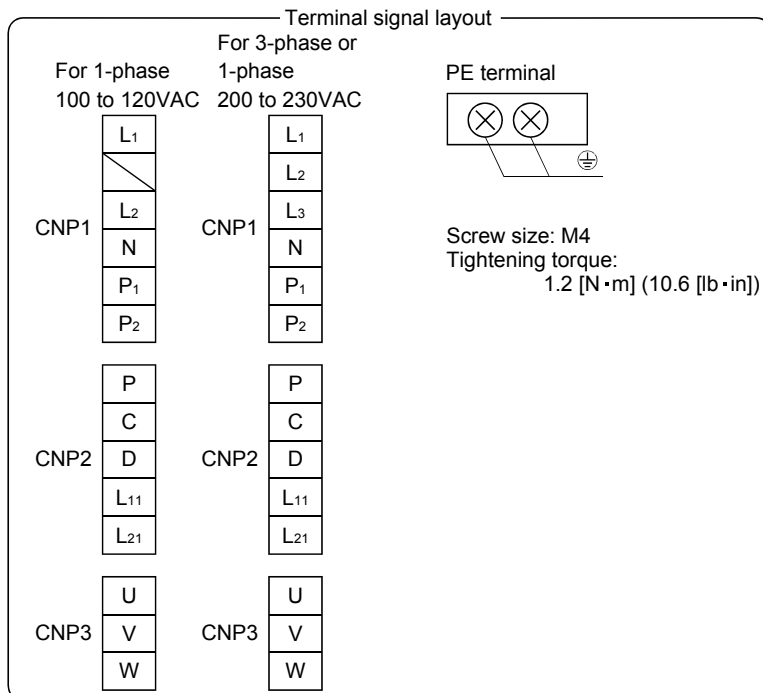 Terminal signal layout
For 1-phase
100 to 120VAC
For 3-phase or
1-phase
200 to 230VAC
CNP1
L1
L2
N
P1
P2
CNP1
L1
L2
L3
N
P1
P2
CNP2
P
C
D
L11
L21
CNP2
P
C
D
L11
L21
CNP3
U
V
W
CNP3
U
V
W
PE terminal
Screw size: M4
Tightening torque:
1.2 [N·m] (10.6 [lb·in])